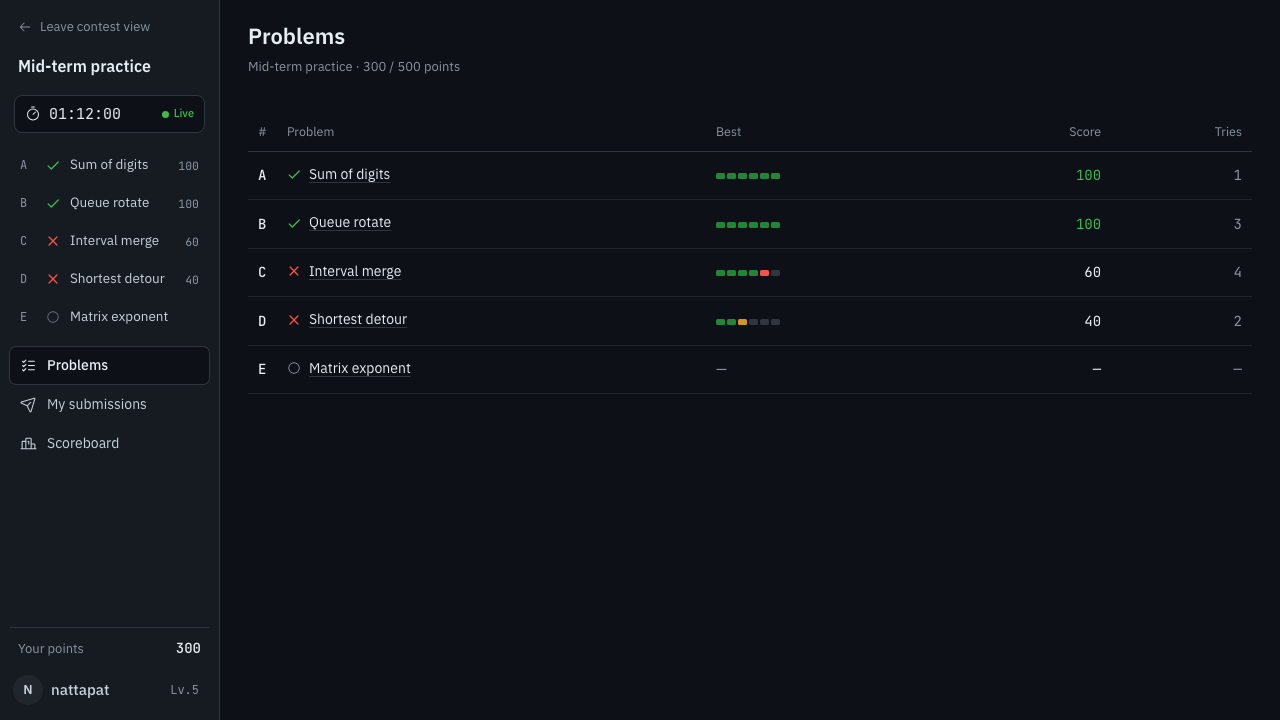 Leave contest view
Mid-term practice
01:12:00 Live
A Sum of digits 100
B Queue rotate 100
C Interval merge 60
D Shortest detour 40
E Matrix exponent
Problems
My submissions
Scoreboard
Your points 300
N nattapat Lv.5
Problems
Mid-term practice · 300 / 500 points
# Problem Best Score Tries
A Sum of digits 100 1
B Queue rotate 100 3
C Interval merge 60 4
D Shortest detour 40 2
E Matrix exponent — — —